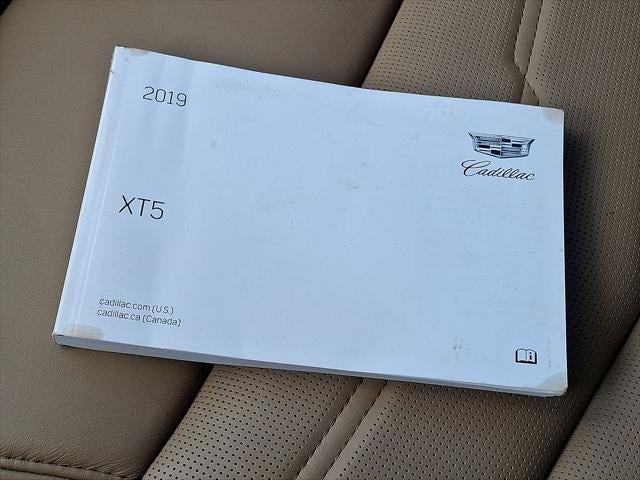 2019
Cadillac
XT5
cadillac.com (U.S.)
cadillac.ca (Canada)
i